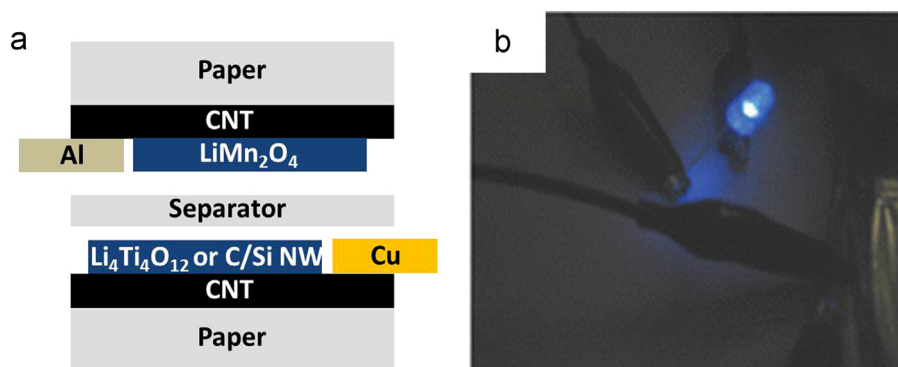 a
Paper
CNT
Al
LiMn₂O₄
Separator
Li₄Ti₄O₁₂ or C/Si NW
Cu
CNT
Paper
b